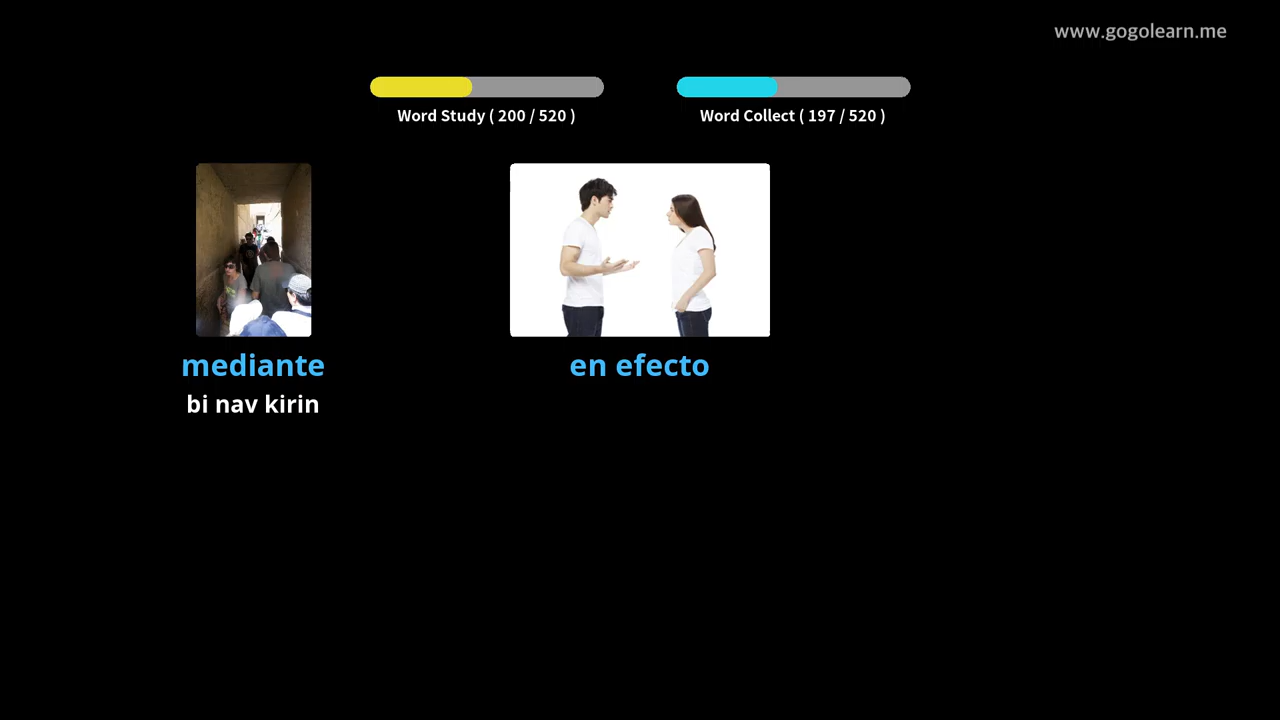 www.gogolearn.me
Word Study ( 200 / 520 )
Word Collect ( 197 / 520 )
mediante
en efecto
bi nav kirin